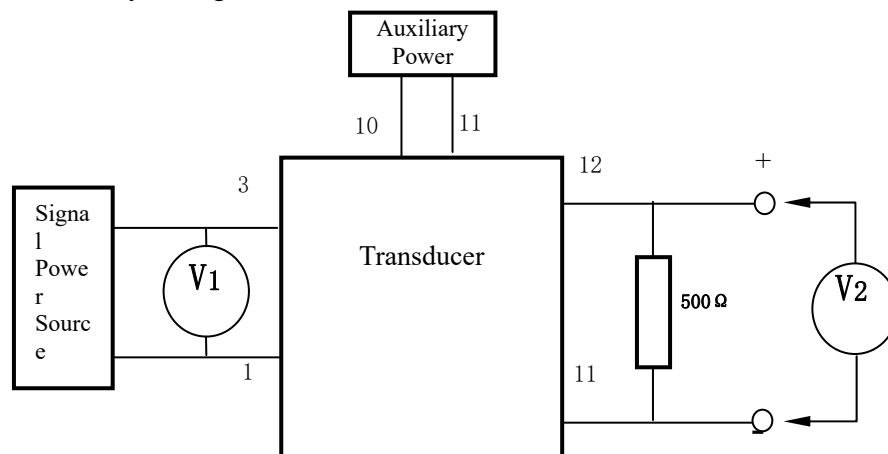 Auxiliary
Power
10
11
12
+
3
Signa
l
Powe
r
Sourc
e
V1
Transducer
500Ω
V2
1
11
-